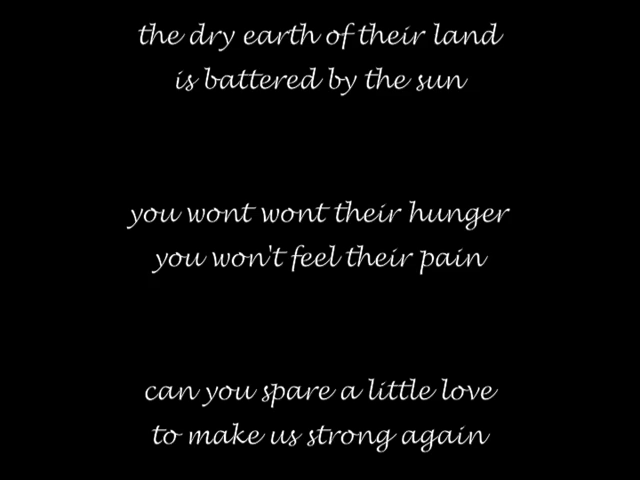 the dry earth of their land
is battered by the sun
you wont wont their hunger
you won't feel their pain
can you spare a little love
to make us strong again